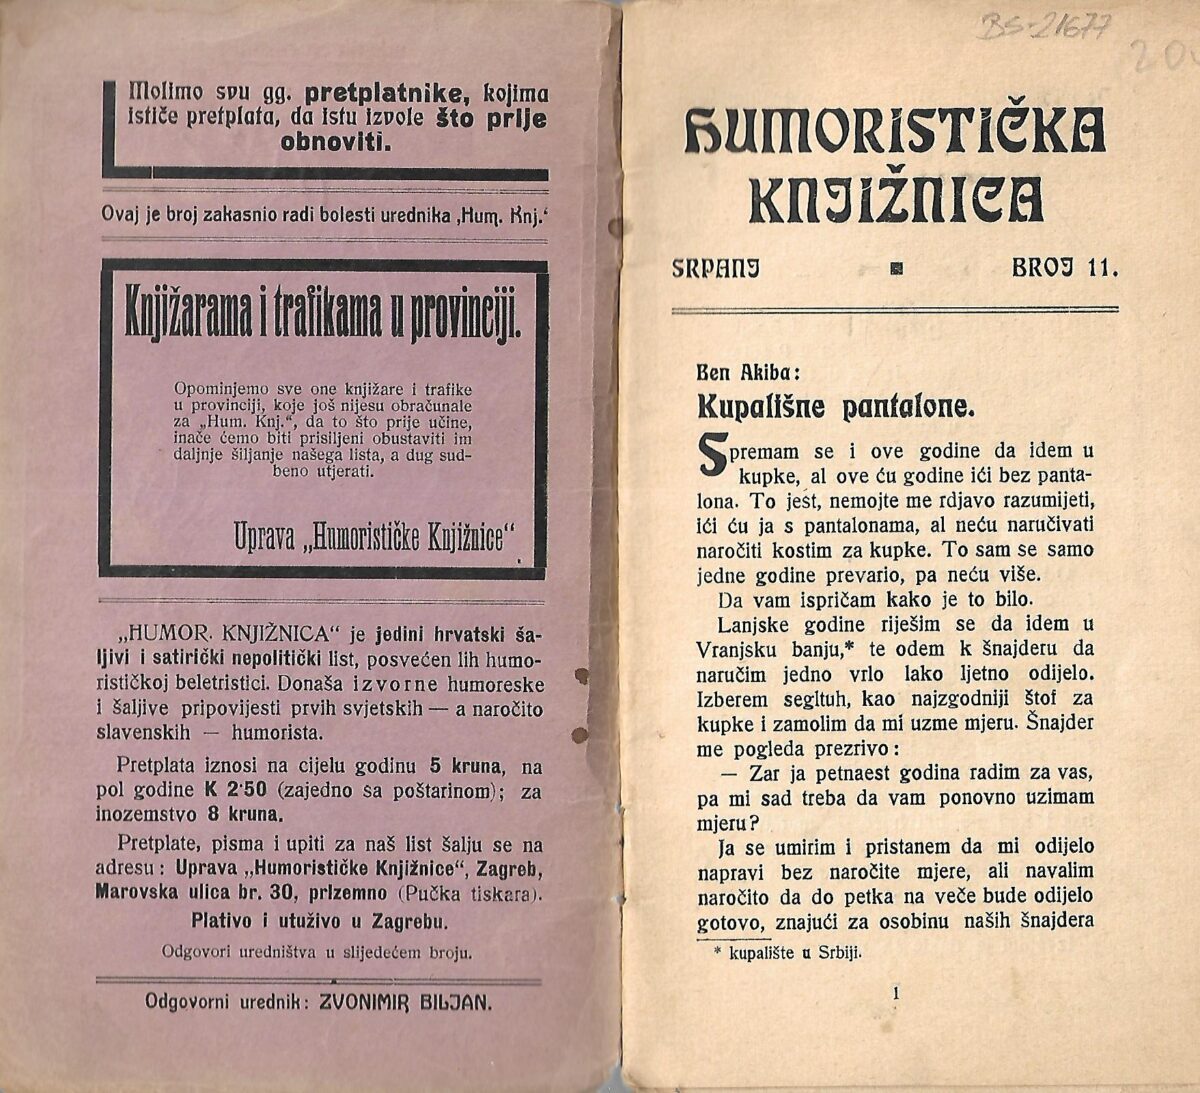 Molimo svu gg. pretplatnike, kojima
ističe pretplata, da istu izvole što prije
obnoviti.
Ovaj je broj zakasnio radi bolesti urednika „Hum. Knj.‘
Knjižarama i trafikama u provinciji.
Opominjemo sve one knjižare i trafike
u provinciji, koje još nijesu obračunale
za „Hum. Knj.“, da to što prije učine,
inače ćemo biti prisiljeni obustaviti im
daljnje šiljanje našega lista, a dug sud-
beno utjerati.
Uprava „Humorističke Knjižnice“
„HUMOR. KNJIŽNICA“ je jedini hrvatski ša-
ljivi i satirički nepolitički list, posvećen lih humo-
rističkoj beletristici. Donaša izvorne humoreske
i šaljive pripovijesti prvih svjetskih — a naročito
slavenskih — humorista.
Pretplata iznosi na cijelu godinu 5 kruna, na
pol godine K 2·50 (zajedno sa poštarinom); za
inozemstvo 8 kruna.
Pretplate, pisma i upiti za naš list šalju se na
adresu: Uprava „Humorističke Knjižnice“, Zagreb,
Marovska ulica br. 30, prizemno (Pučka tiskara).
Plativo i utuživo u Zagrebu.
Odgovori uredništva u slijedećem broju.
Odgovorni urednik: ZVONIMIR BILJAN.
BS-21677
HUMORISTIČKA
KNJIŽNICA
SRPANJ ■ BROJ 11.
Ben Akiba:
Kupališne pantalone.
Spremam se i ove godine da idem u
kupke, al ove ću godine ići bez panta-
lona. To jest, nemojte me rdjavo razumijeti,
ići ću ja s pantalonama, al neću naručivati
naročiti kostim za kupke. To sam se samo
jedne godine prevario, pa neću više.
Da vam ispričam kako je to bilo.
Lanjske godine riješim se da idem u
Vranjsku banju,* te odem k šnajderu da
naručim jedno vrlo lako ljetno odijelo.
Izberem segltuh, kao najzgodniji štof za
kupke i zamolim da mi uzme mjeru. Šnajder
me pogleda prezrivo:
— Zar ja petnaest godina radim za vas,
pa mi sad treba da vam ponovno uzimam
mjeru?
Ja se umirim i pristanem da mi odijelo
napravi bez naročite mjere, ali navalim
naročito da do petka na veče bude odijelo
gotovo, znajući za osobinu naših šnajdera
* kupalište u Srbiji.
1